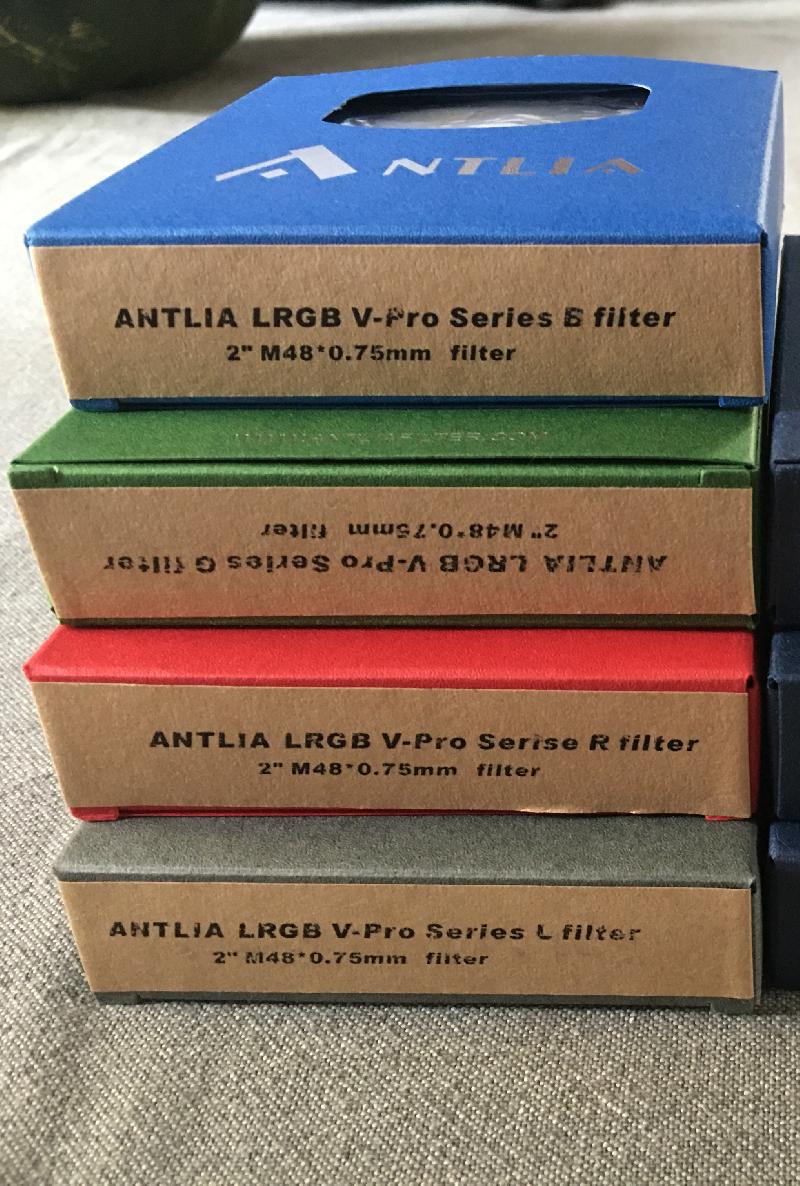 ANTLIA
ANTLIA LRGB V-Pro Series B filter
2" M48*0.75mm filter
ANTLIA LRGB V-Pro Series G filter
2" M48*0.75mm filter
ANTLIA LRGB V-Pro Serise R filter
2" M48*0.75mm filter
ANTLIA LRGB V-Pro Series L filter
2" M48*0.75mm filter